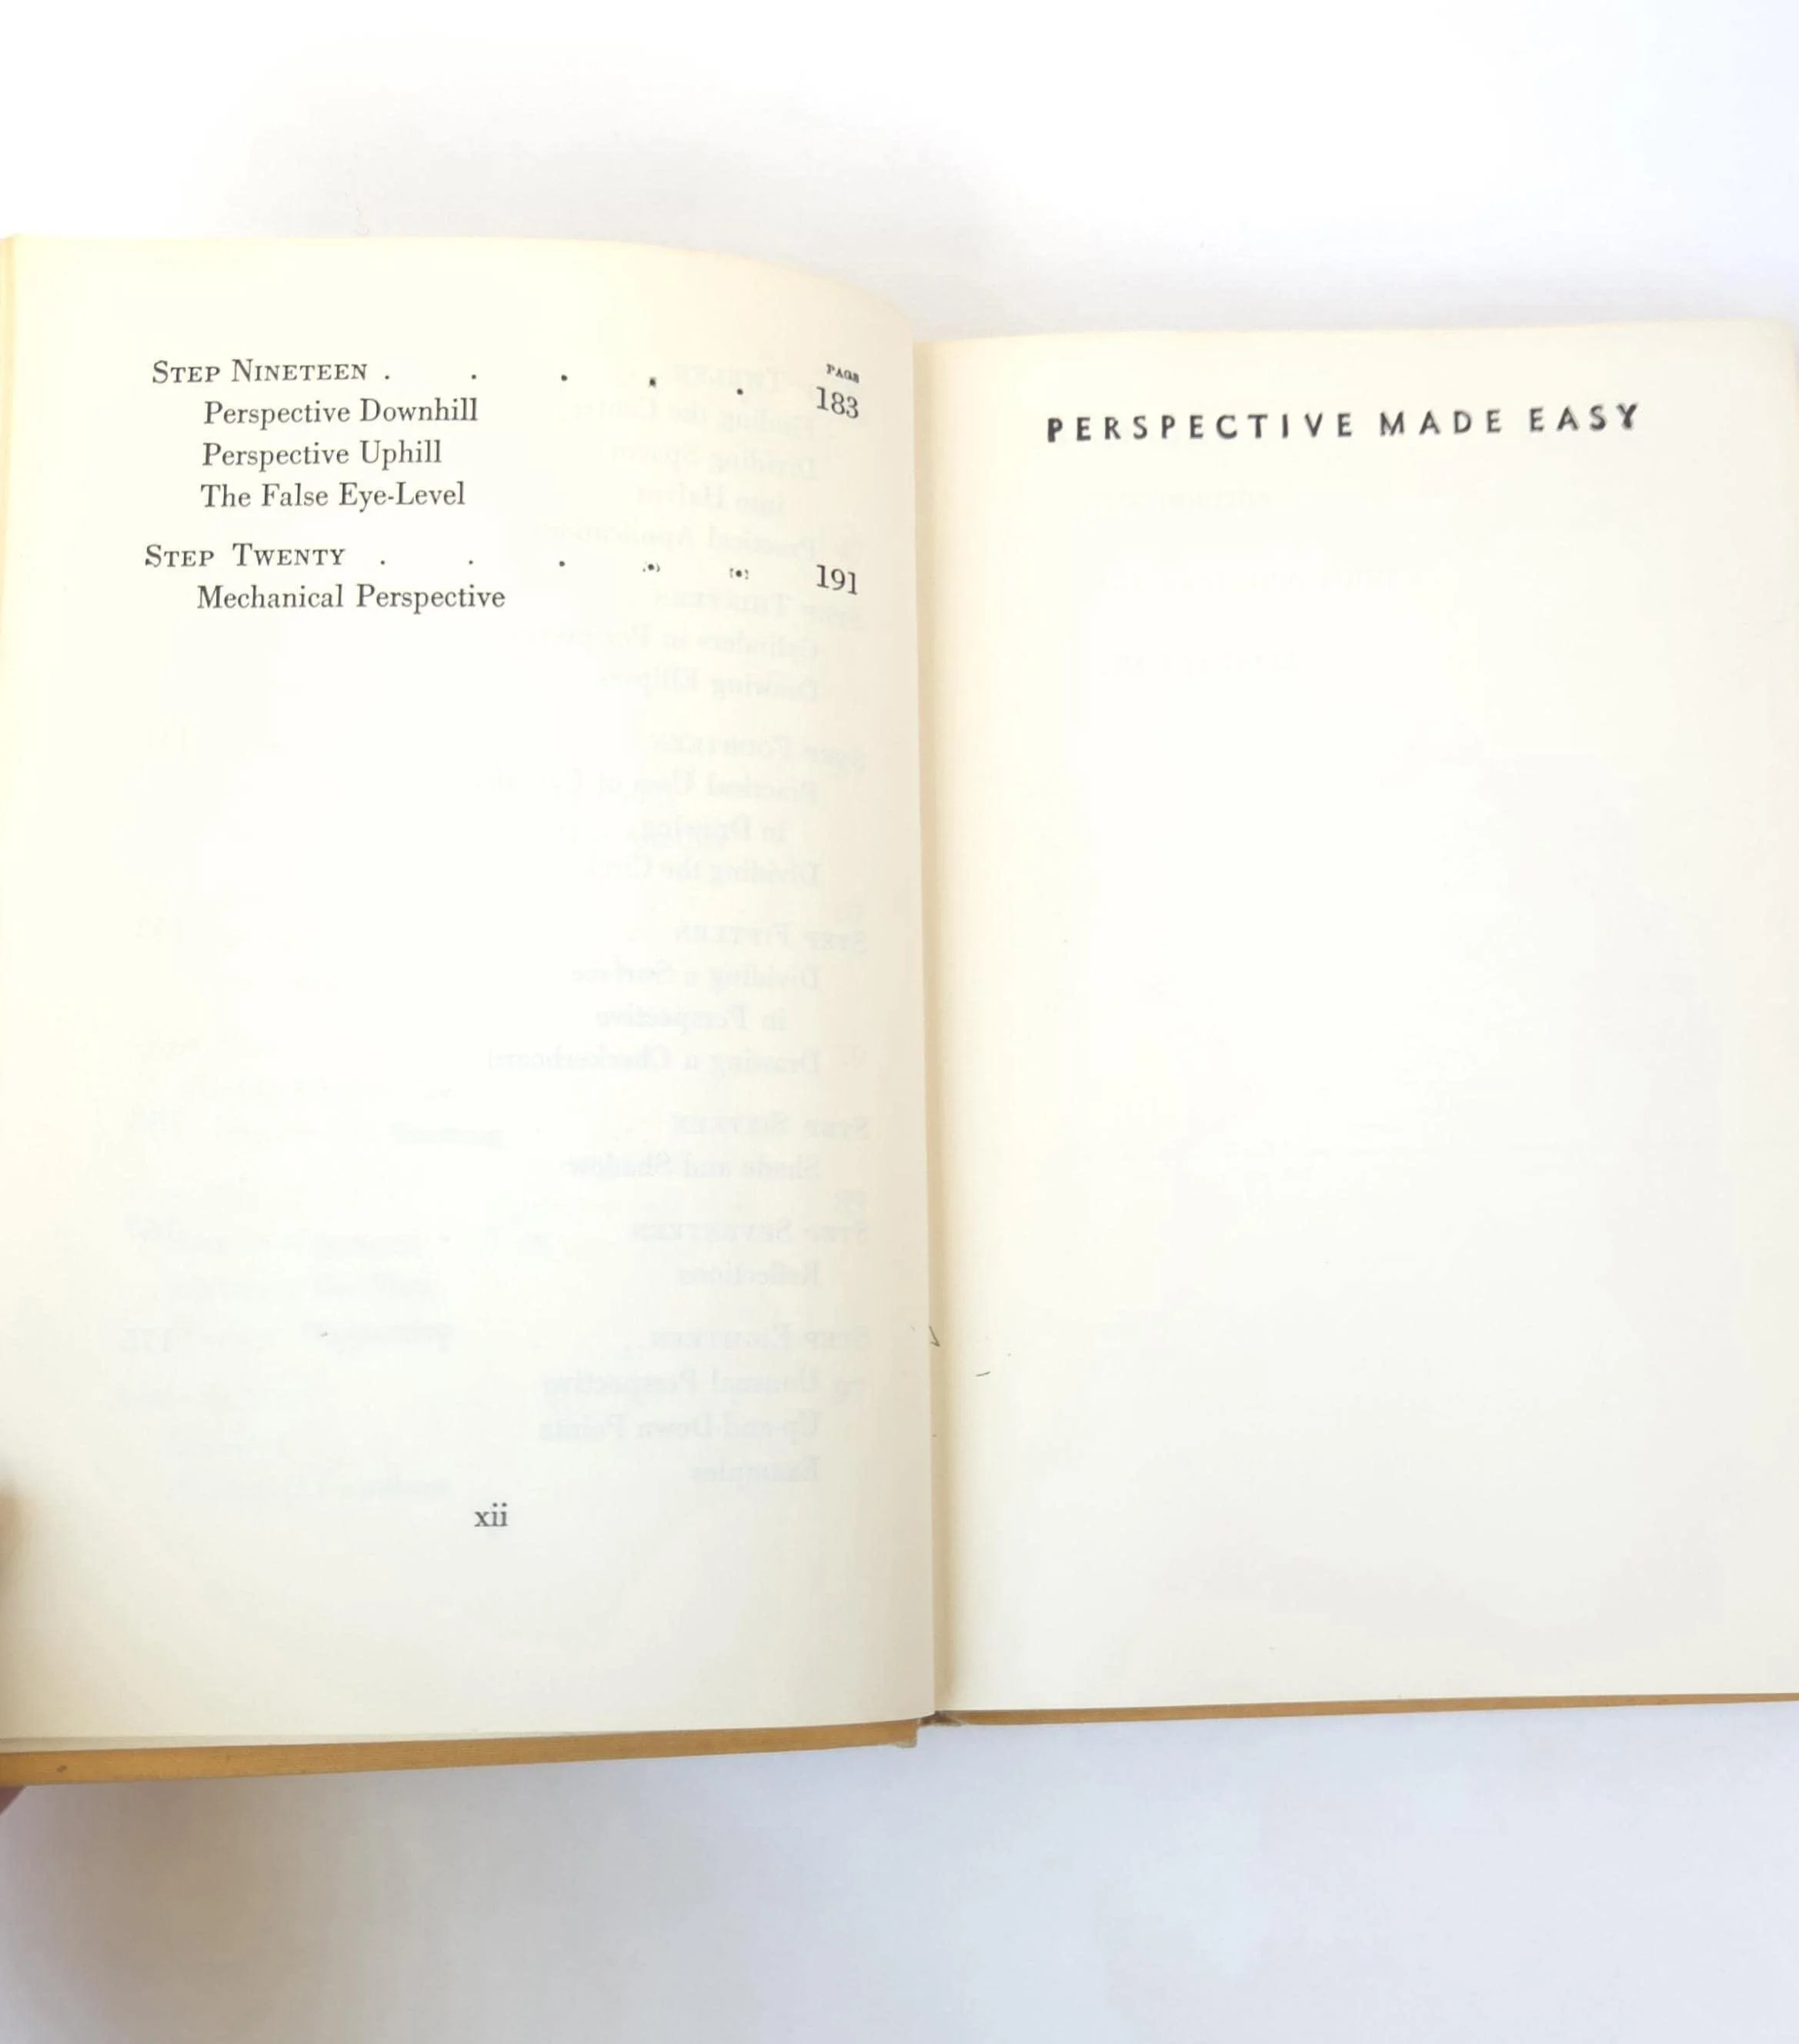 PAGE
STEP NINETEEN . . . . . 183
Perspective Downhill
Perspective Uphill
The False Eye-Level
STEP TWENTY . . . . . 191
Mechanical Perspective
xii
PERSPECTIVE MADE EASY